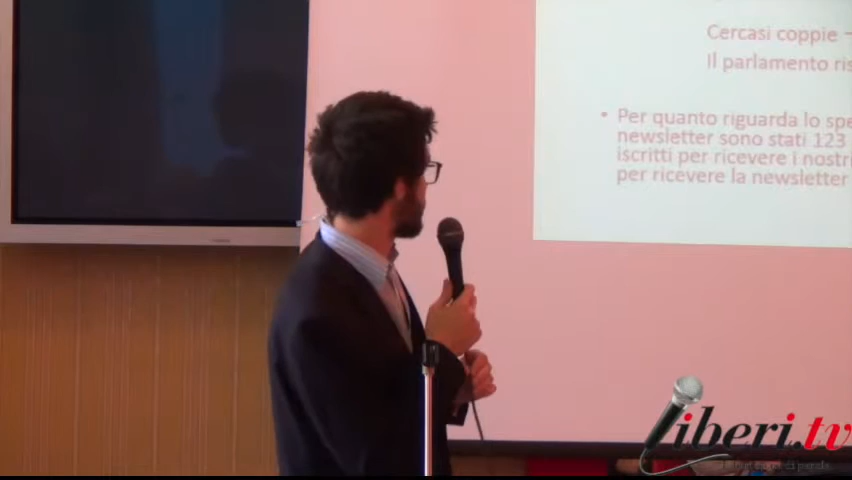 Cercasi coppie –
Il parlamento ris
• Per quanto riguarda lo spe
newsletter sono stati 123
iscritti per ricevere i nostri
per ricevere la newsletter
liberi.tv